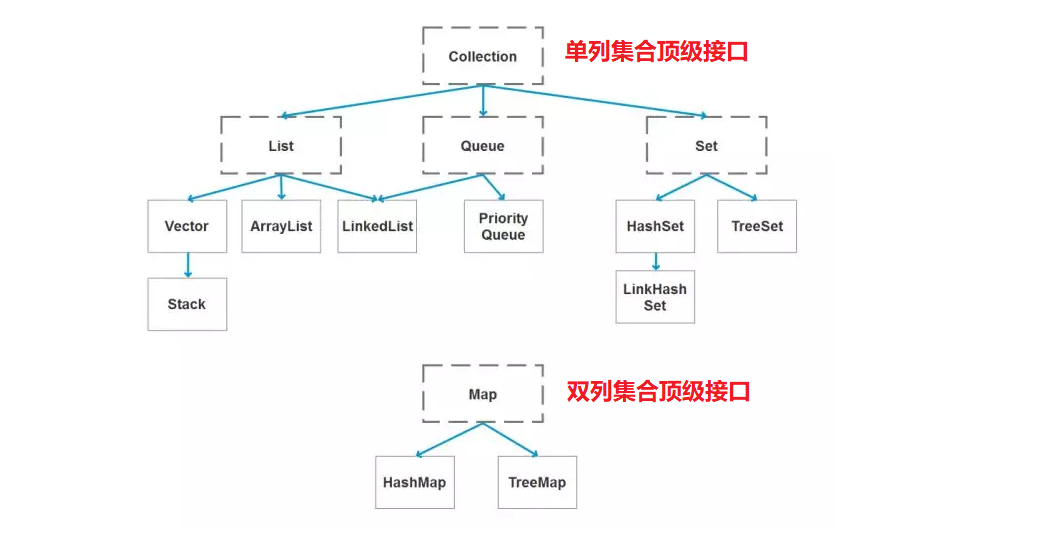 Collection
单列集合顶级接口
List
Queue
Set
Vector
ArrayList
LinkedList
Priority
Queue
HashSet
TreeSet
Stack
LinkHash
Set
Map
双列集合顶级接口
HashMap
TreeMap